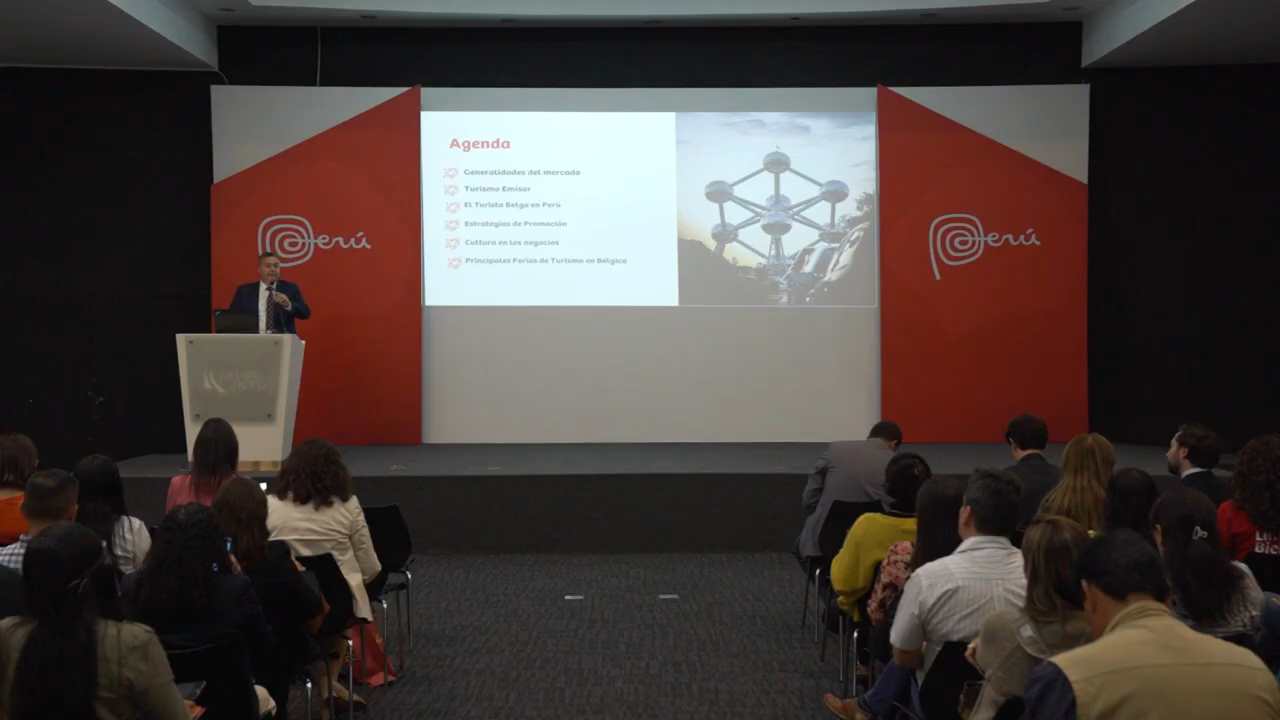 Agenda
Generalidades del mercado
Turismo Emisor
El Turista Belga en Perú
Estrategias de Promoción
Cultura en los negocios
Principales Ferias de Turismo en Bélgica
Perú
Perú